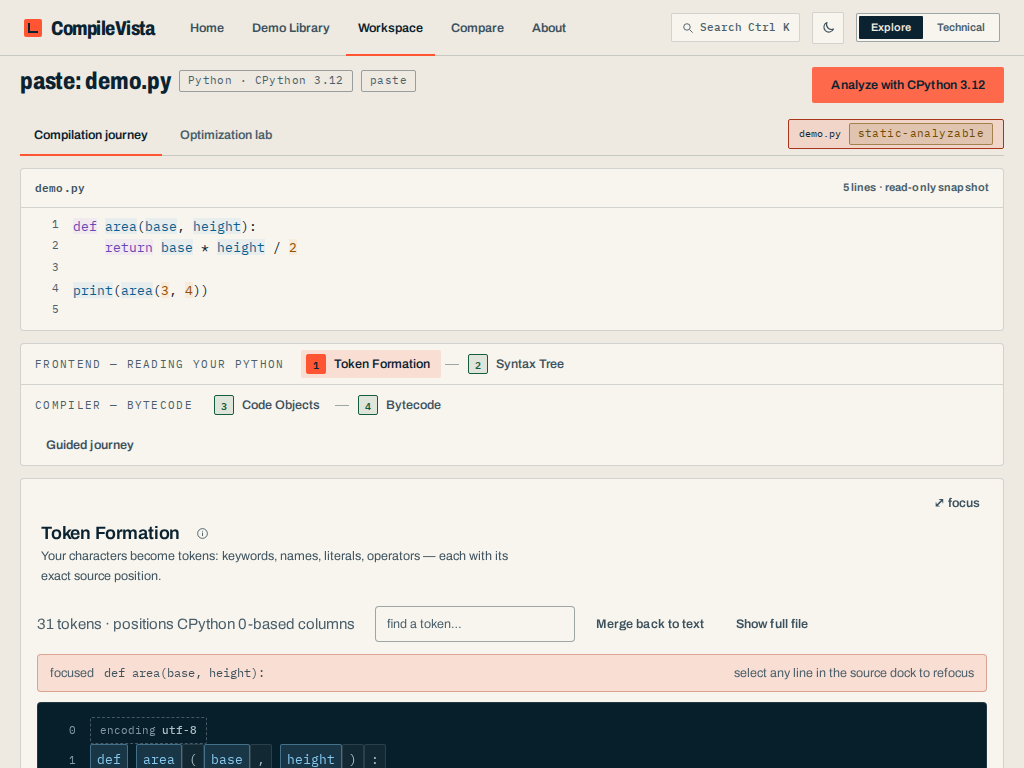 CompileVista Home Demo Library Workspace Compare About Search Ctrl K Explore Technical
paste: demo.py Python · CPython 3.12 paste Analyze with CPython 3.12
Compilation journey Optimization lab demo.py static-analyzable
demo.py 5 lines · read-only snapshot
1 def area(base, height):
2 return base * height / 2
3
4 print(area(3, 4))
5
FRONTEND — READING YOUR PYTHON 1 Token Formation — 2 Syntax Tree
COMPILER — BYTECODE 3 Code Objects — 4 Bytecode
Guided journey
⤢ focus
Token Formation
Your characters become tokens: keywords, names, literals, operators — each with its
exact source position.
31 tokens · positions CPython 0-based columns find a token… Merge back to text Show full file
focused def area(base, height): select any line in the source dock to refocus
0 encoding utf-8
1 def area ( base , height ) :